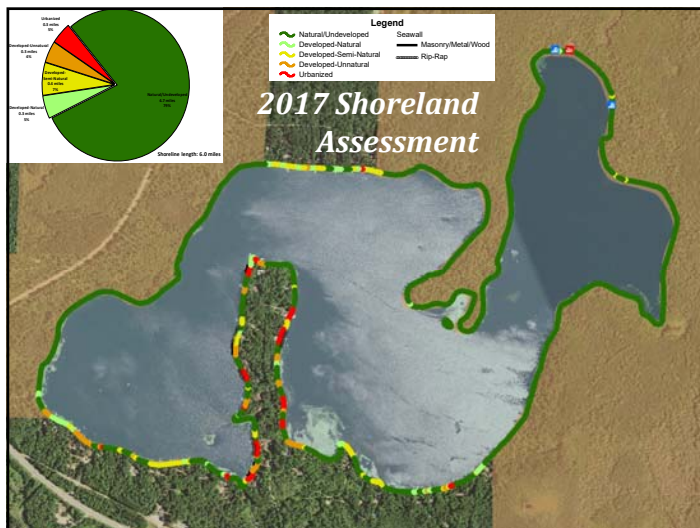 Urbanized
0.3 miles
5%
Developed-Unnatural
0.3 miles
6%
Developed-
Semi-Natural
0.4 miles
7%
Developed-Natural
0.3 miles
5%
Natural/Undeveloped
4.7 miles
Shoreline length: 6.0 miles
Legend
Natural/Undeveloped
Developed-Natural
Developed-Semi-Natural
Developed-Unnatural
Urbanized
Seawall
Masonry/Metal/Wood
Rip-Rap
2017 Shoreland
Assessment